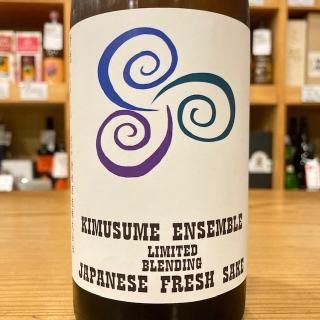 KIMUSUME ENSEMBLE
LIMITED
BLENDING
JAPANESE FRESH SAKE